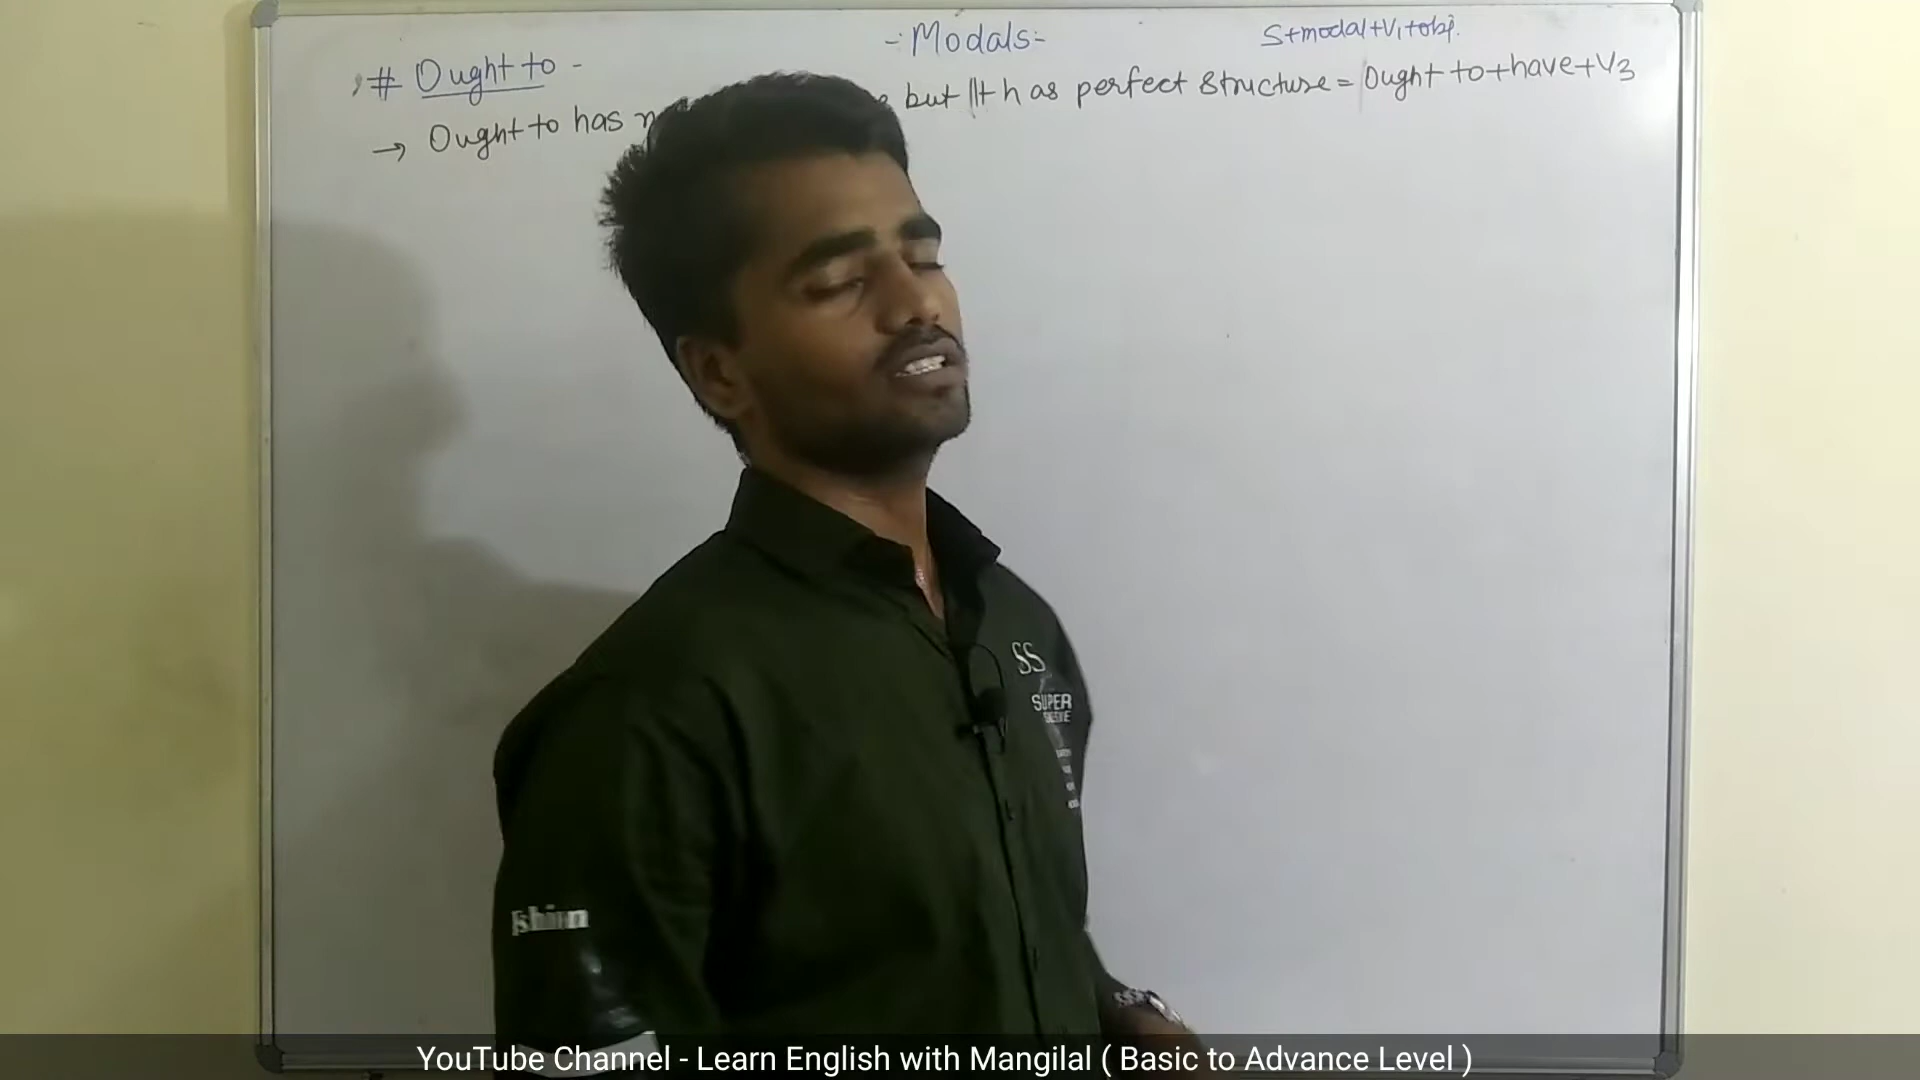 -: Modals:-
S+modal+V1+obj.
# Ought to -
→ Ought to has but It has perfect structure = Ought to+have+V3
SS
SUPER
YouTube Channel - Learn English with Mangilal ( Basic to Advance Level )